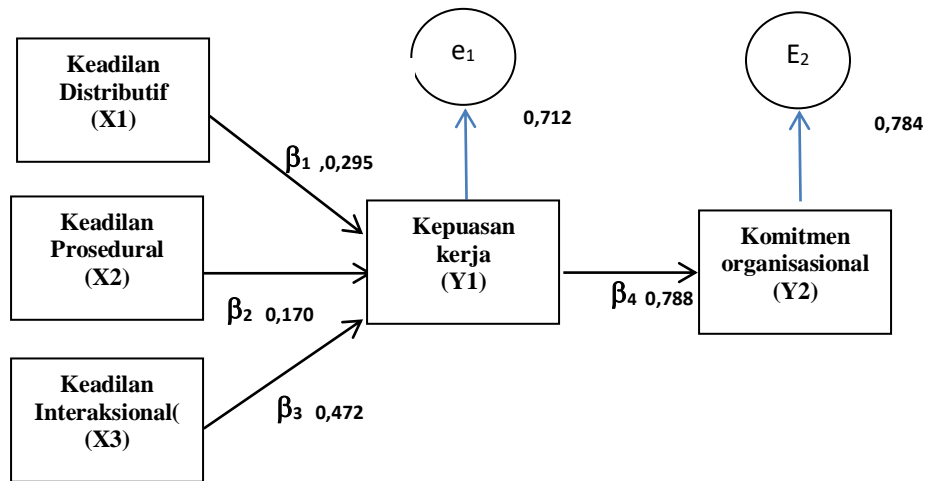 Keadilan
Distributif
(X1)
e1
E2
0,712
0,784
β1 ,0,295
Keadilan
Prosedural
(X2)
Kepuasan
kerja
(Y1)
Komitmen
organisasional
(Y2)
β2 0,170
β4 0,788
Keadilan
Interaksional(
(X3)
β3 0,472